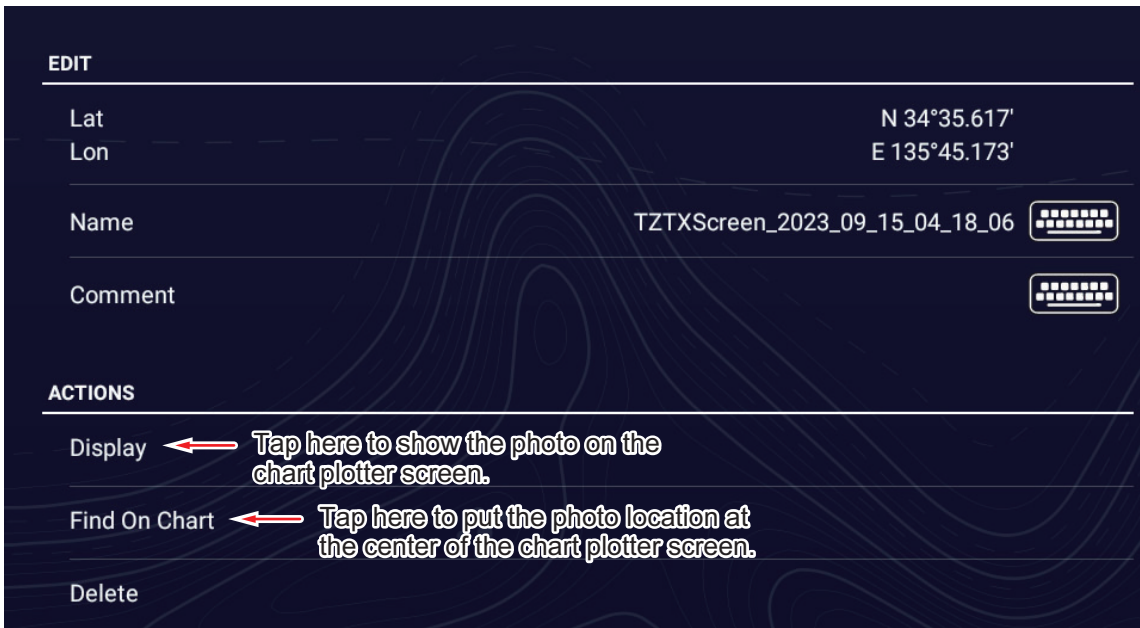 EDIT
Lat N 34°35.617'
Lon E 135°45.173'
Name TZTXScreen_2023_09_15_04_18_06
Comment
ACTIONS
Display Tap here to show the photo on the
chart plotter screen.
Find On Chart Tap here to put the photo location at
the center of the chart plotter screen.
Delete